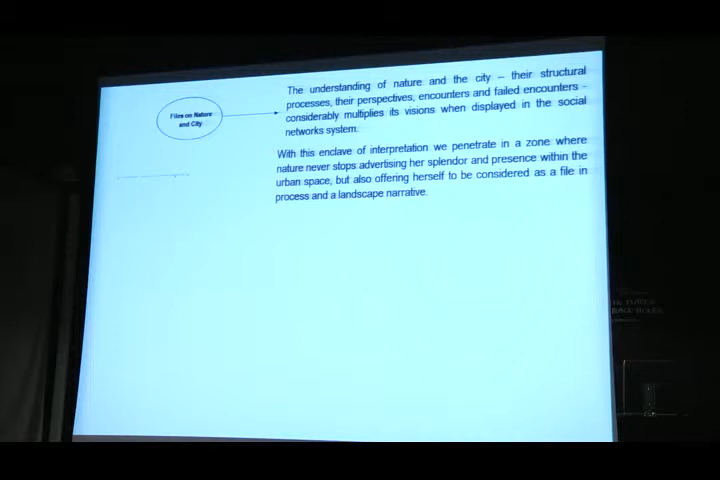 Files on Nature
and City
The understanding of nature and the city – their structural
processes, their perspectives, encounters and failed encounters -
considerably multiplies its visions when displayed in the social
networks system.
With this enclave of interpretation we penetrate in a zone where
nature never stops advertising her splendor and presence within the
urban space, but also offering herself to be considered as a file in
process and a landscape narrative.